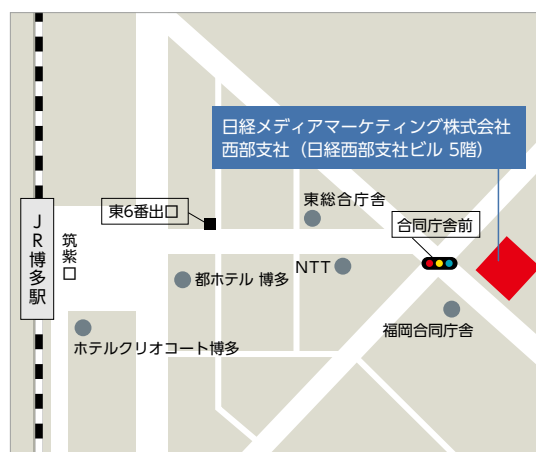 日経メディアマーケティング株式会社
西部支社（日経西部支社ビル 5階）
東6番出口
東総合庁舎
合同庁舎前
JR博多駅
筑紫口
都ホテル 博多
NTT
福岡合同庁舎
ホテルクリオコート博多